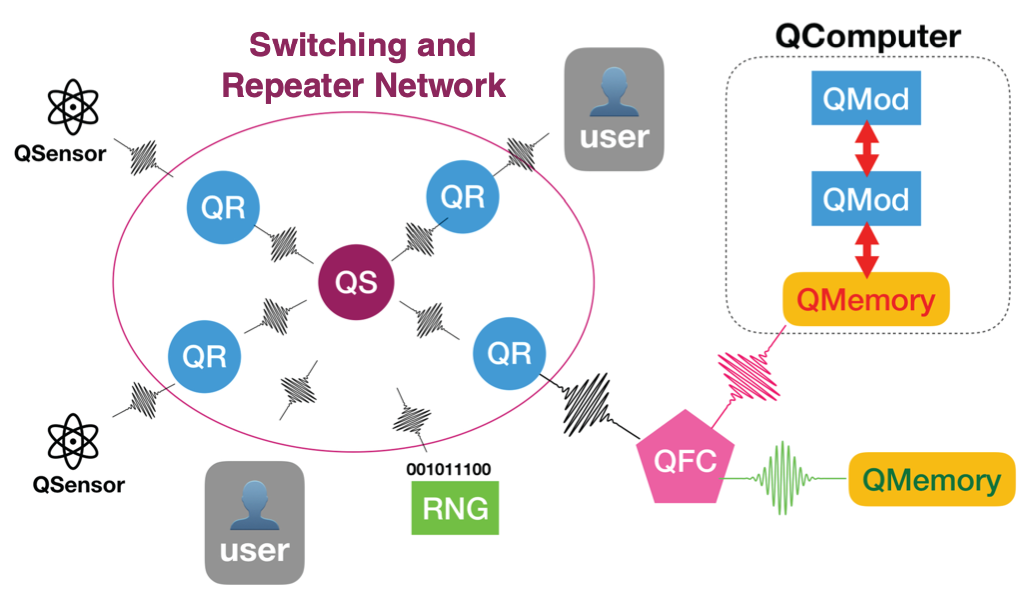 Switching and
Repeater Network
QComputer
QSensor
user
QMod
QR
QR
QMod
QS
QMemory
QR
QR
QSensor
001011100
RNG
user
QFC
QMemory